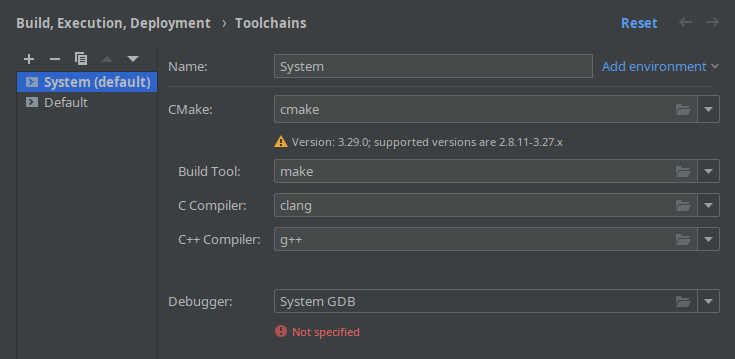 Build, Execution, Deployment › Toolchains
Reset
System (default)
Default
Name:
System
Add environment
CMake:
cmake
Version: 3.29.0; supported versions are 2.8.11-3.27.x
Build Tool:
make
C Compiler:
clang
C++ Compiler:
g++
Debugger:
System GDB
Not specified